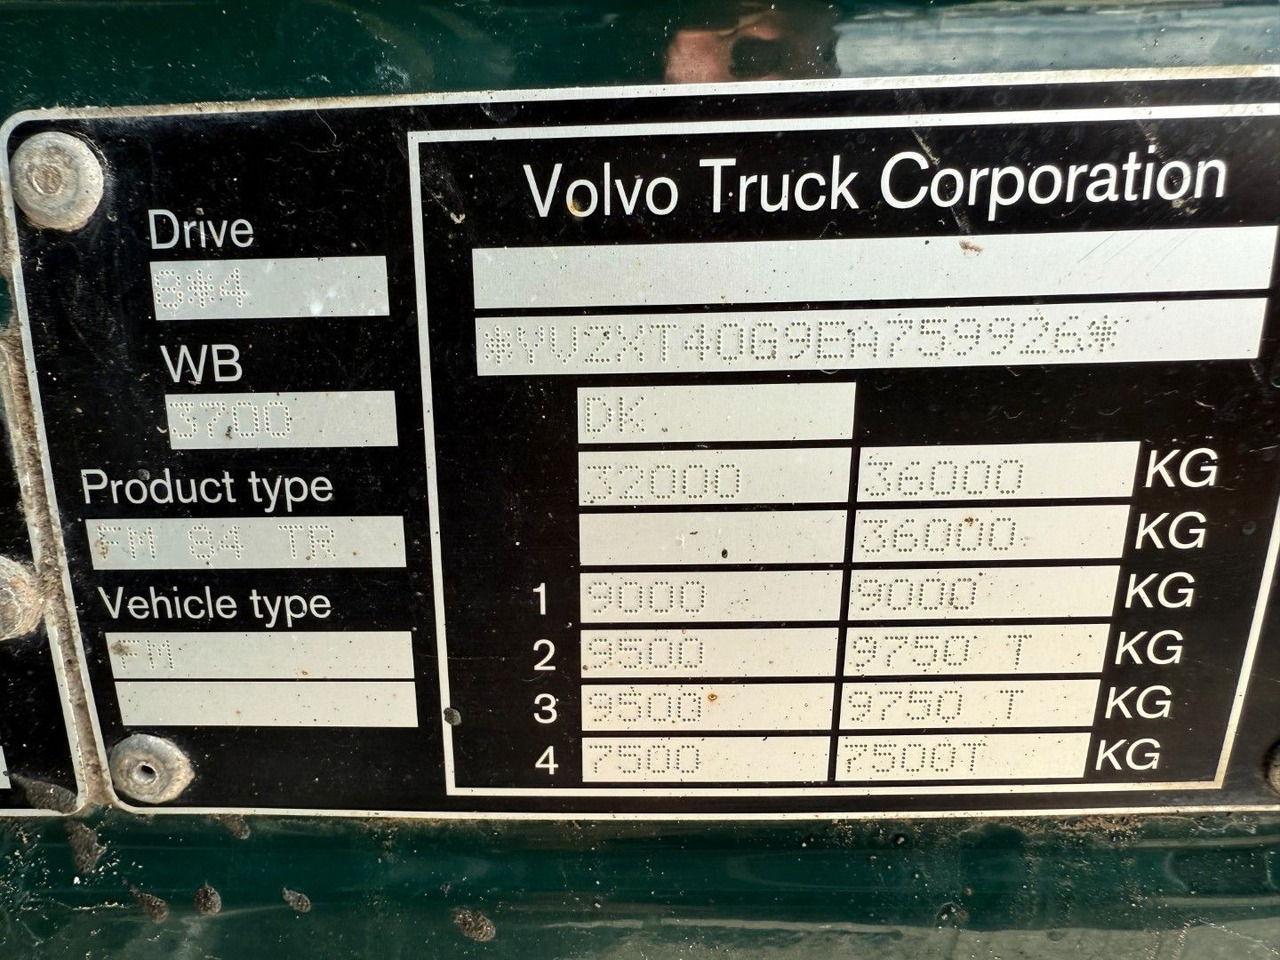 Volvo Truck Corporation
Drive
8*4
*YV2XT40G9EA759926*
WB
3700
DK
Product type
32000 36000 KG
FM 84 TR
36000 KG
Vehicle type
1 9000 9000 KG
FM
2 9500 9750 T KG
3 9500 9750 T KG
4 7500 7500T KG